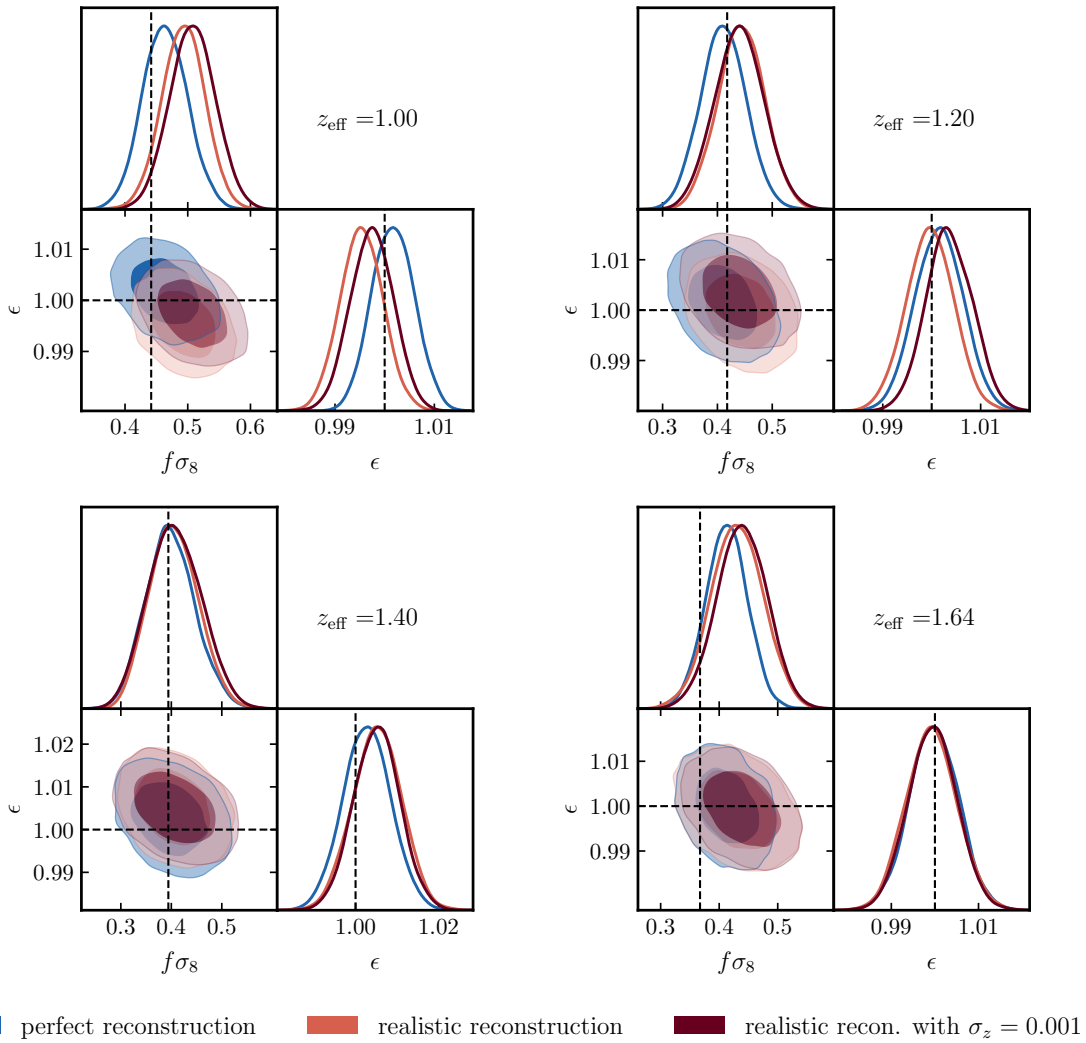 z_eff =1.00
z_eff =1.20
1.01
1.00
0.99
ϵ
0.4 0.5 0.6
fσ₈
0.99 1.01
ϵ
1.01
1.00
0.99
ϵ
0.3 0.4 0.5
fσ₈
0.99 1.01
ϵ
z_eff =1.40
z_eff =1.64
1.02
1.01
1.00
0.99
ϵ
0.3 0.4 0.5
fσ₈
1.00 1.02
ϵ
1.01
1.00
0.99
ϵ
0.3 0.4 0.5
fσ₈
0.99 1.01
ϵ
perfect reconstruction
realistic reconstruction
realistic recon. with σ_z = 0.001